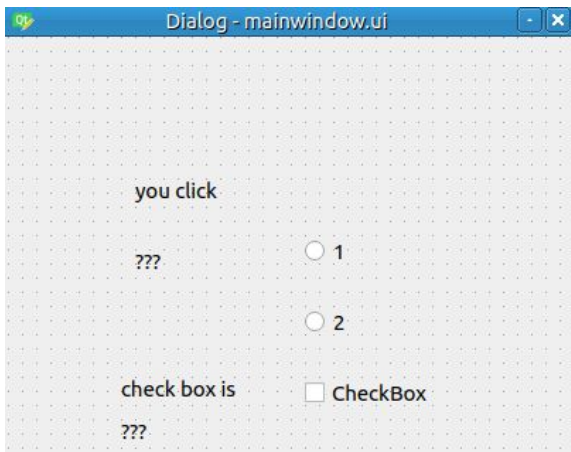 Dialog - mainwindow.ui
you click
???
1
2
check box is
CheckBox
???